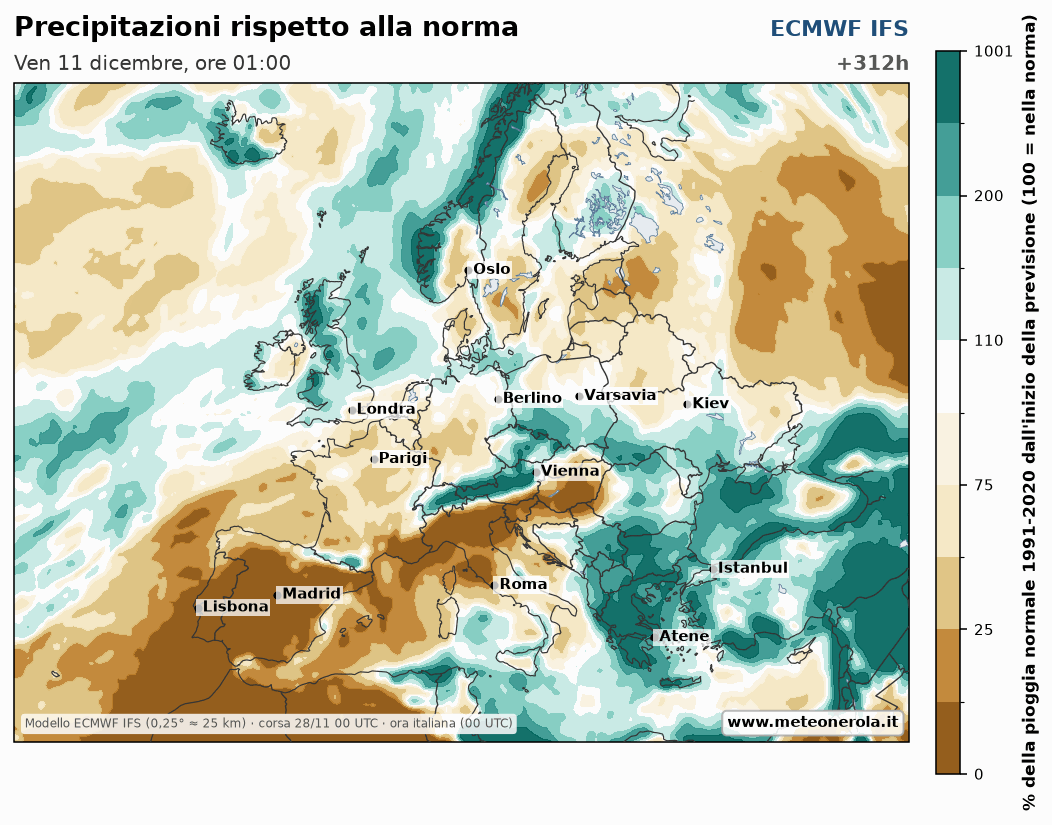 Precipitazioni rispetto alla norma
ECMWF IFS
Ven 11 dicembre, ore 01:00
+312h
Oslo
Berlino
Varsavia
Kiev
Londra
Parigi
Vienna
Istanbul
Roma
Madrid
Lisbona
Atene
Modello ECMWF IFS (0,25° ≈ 25 km) · corsa 28/11 00 UTC · ora italiana (00 UTC)
www.meteonerola.it
1001
200
110
75
25
0
% della pioggia normale 1991-2020 dall'inizio della previsione (100 = nella norma)